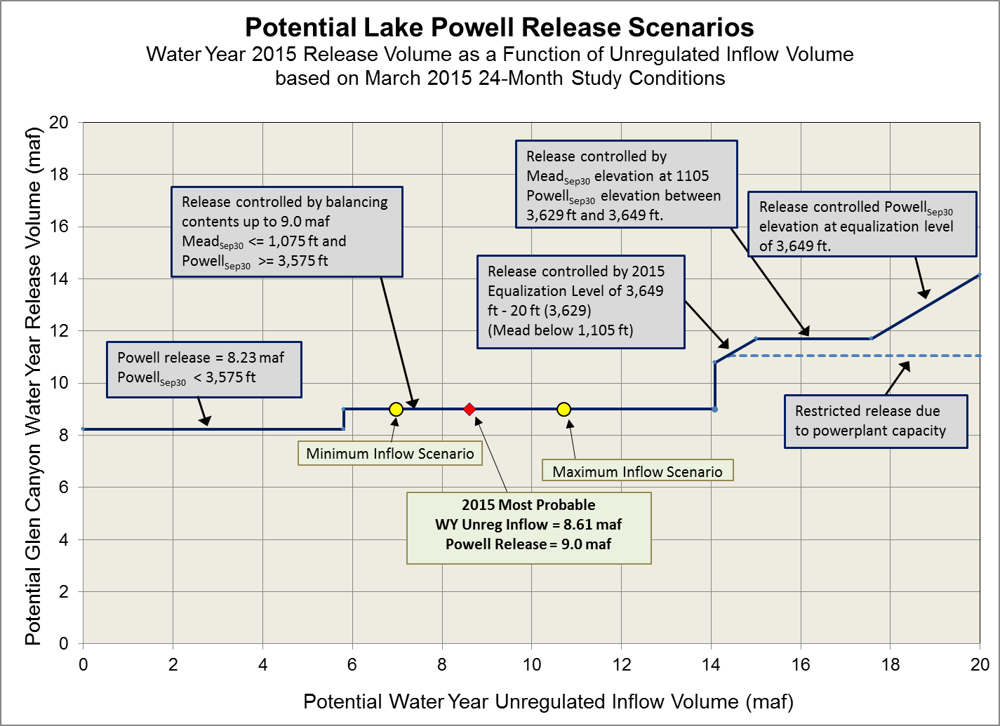 Potential Lake Powell Release Scenarios
Water Year 2015 Release Volume as a Function of Unregulated Inflow Volume
based on March 2015 24-Month Study Conditions
Potential Glen Canyon Water Year Release Volume (maf)
20
18
16
14
12
10
8
6
4
2
0
Release controlled by balancing
contents up to 9.0 maf
MeadSep30 <= 1,075 ft and
PowellSep30 >= 3,575 ft
Release controlled by
MeadSep30 elevation at 1105
PowellSep30 elevation between
3,629 ft and 3,649 ft.
Release controlled PowellSep30
elevation at equalization level
of 3,649 ft.
Release controlled by 2015
Equalization Level of 3,649
ft - 20 ft (3,629)
(Mead below 1,105 ft)
Powell release = 8.23 maf
PowellSep30 < 3,575 ft
Restricted release due
to powerplant capacity
Minimum Inflow Scenario
Maximum Inflow Scenario
2015 Most Probable
WY Unreg Inflow = 8.61 maf
Powell Release = 9.0 maf
0 2 4 6 8 10 12 14 16 18 20
Potential Water Year Unregulated Inflow Volume (maf)